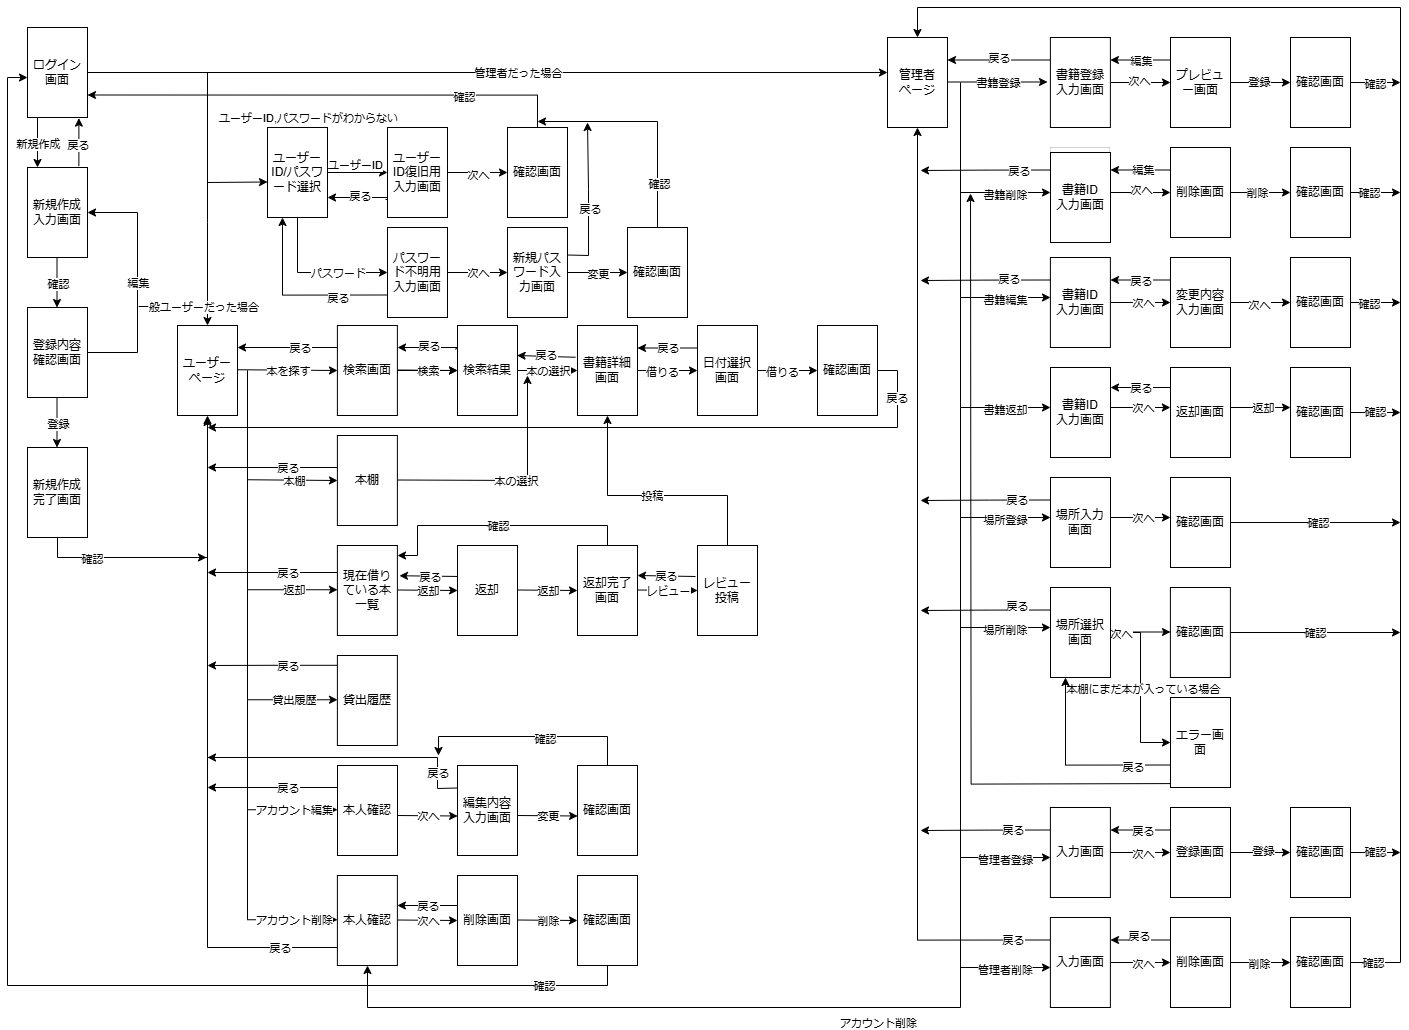 ログイン
画面
新規作成
戻る
新規作成
入力画面
確認
編集
登録内容
確認画面
登録
新規作成
完了画面
確認
管理者だった場合
確認
ユーザーID,パスワードがわからない
ユーザー
ID/パスワ
ード選択
ユーザーID
戻る
ユーザー
ID復旧用
入力画面
次へ
確認画面
戻る
確認
パスワード
戻る
パスワー
ド不明用
入力画面
次へ
新規パス
ワード入
力画面
変更
確認画面
一般ユーザーだった場合
ユーザー
ページ
戻る
本を探す
検索画面
戻る
検索
検索結果
戻る
本の選択
書籍詳細
画面
戻る
借りる
日付選択
画面
借りる
確認画面
戻る
戻る
本棚
本棚
本の選択
投稿
確認
戻る
返却
現在借り
ている本
一覧
戻る
返却
返却
返却
返却完了
画面
戻る
レビュー
レビュー
投稿
戻る
貸出履歴
貸出履歴
確認
戻る
戻る
アカウント編集
本人確認
次へ
編集内容
入力画面
変更
確認画面
アカウント削除
戻る
本人確認
戻る
次へ
削除画面
削除
確認画面
確認
アカウント削除
管理者
ページ
戻る
書籍登録
書籍登録
入力画面
編集
次へ
プレビュ
ー画面
登録
確認画面
確認
戻る
書籍削除
書籍ID
入力画面
編集
次へ
削除画面
削除
確認画面
確認
戻る
書籍編集
書籍ID
入力画面
戻る
次へ
変更内容
入力画面
次へ
確認画面
確認
書籍返却
書籍ID
入力画面
戻る
次へ
返却画面
返却
確認画面
確認
戻る
場所登録
場所入力
画面
次へ
確認画面
確認
戻る
場所削除
場所選択
画面
次へ
確認画面
確認
本棚にまだ本が入っている場合
エラー画
面
戻る
戻る
管理者登録
入力画面
戻る
次へ
登録画面
登録
確認画面
確認
戻る
管理者削除
入力画面
戻る
次へ
削除画面
削除
確認画面
確認